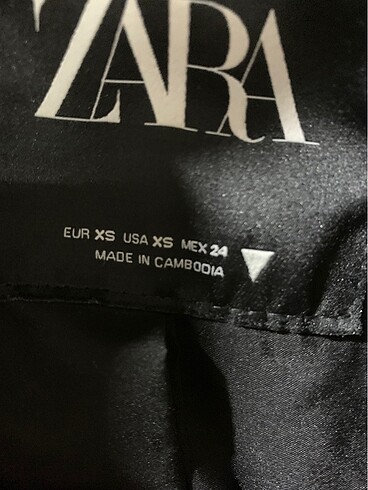 ZARA
EUR XS USA XS MEX 24
MADE IN CAMBODIA